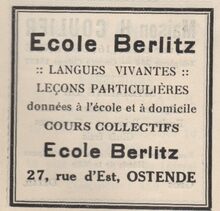 Ecole Berlitz
:: LANGUES VIVANTES ::
LEÇONS PARTICULIÈRES
données à l'école et à domicile
COURS COLLECTIFS
Ecole Berlitz
27, rue d'Est, OSTENDE